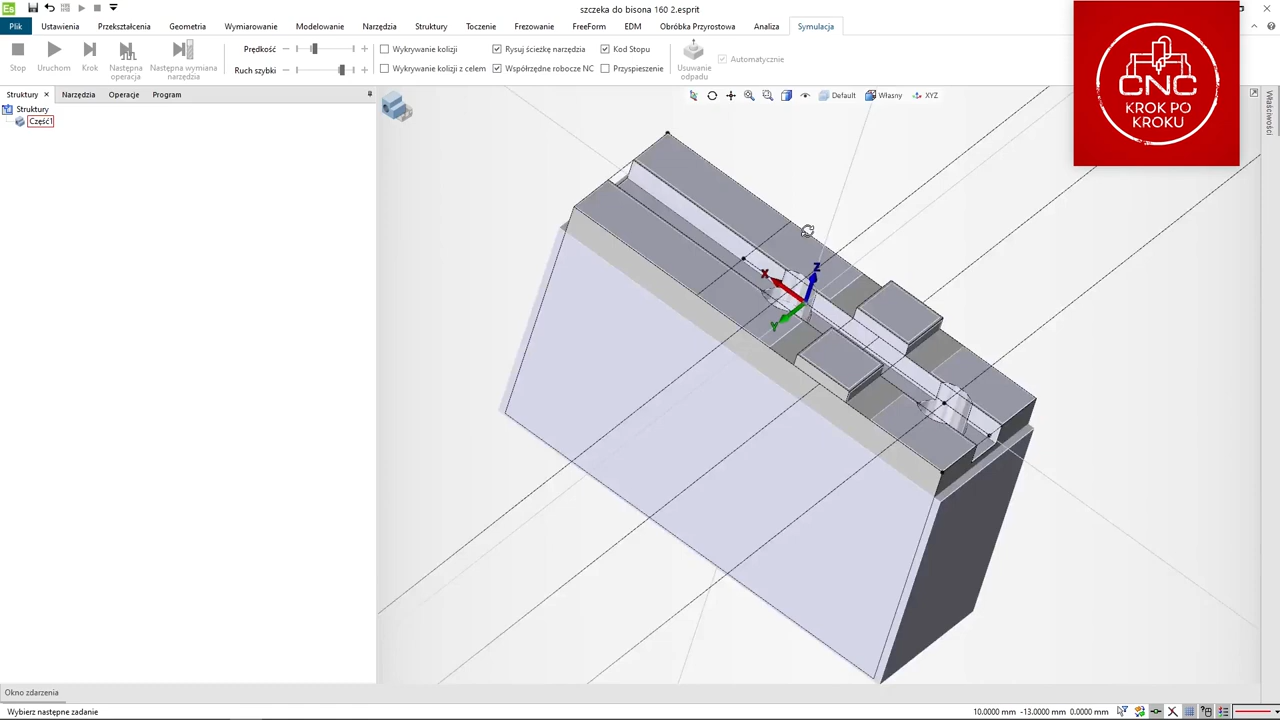 szczeka do bisona 160 2.esprit
Plik Ustawienia Przekształcenia Geometria Wymiarowanie Modelowanie Narzędzia Struktury Toczenie Frezowanie FreeForm EDM Obróbka Przyrostowa Analiza Symulacja
Stop Uruchom Krok Następna operacja Następna wymiana narzędzia
Prędkość
Ruch szybki
Wykrywanie kolizji
Rysuj ścieżkę narzędzia
Kod Stopu
Wykrywanie kolizji atomem
Współrzędne robocze NC
Przyspieszenie
Usuwanie odpadu
Automatycznie
Struktury Narzędzia Operacje Program
Default Własny XYZ
Struktury
Część1
X
Z
Y
CNC
KROK PO
KROKU
Właściwości
Okno zdarzenia
Wybierz następne zadanie
10.0000 mm -13.0000 mm 0.0000 mm